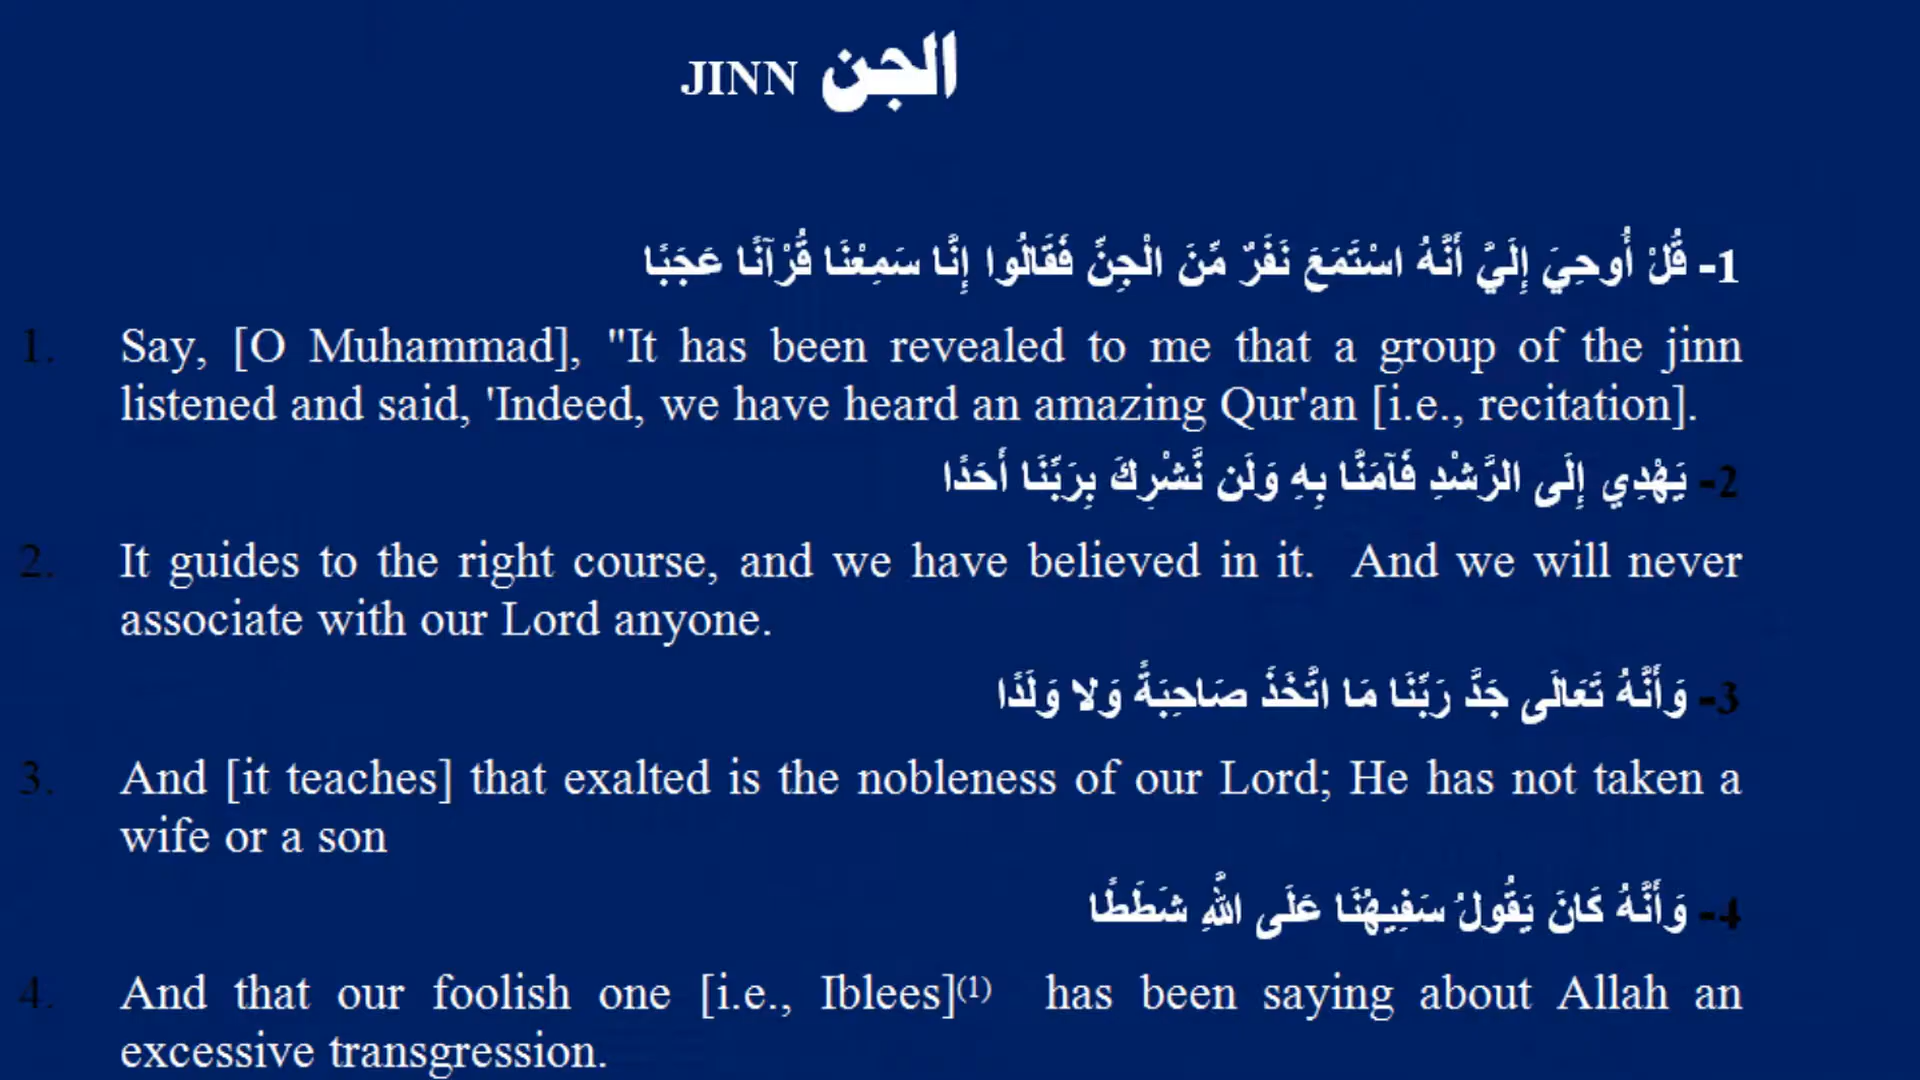 JINN الجن
1- قُلْ أُوحِيَ إِلَيَّ أَنَّهُ اسْتَمَعَ نَفَرٌ مِّنَ الْجِنِّ فَقَالُوا إِنَّا سَمِعْنَا قُرْآنًا عَجَبًا
1. Say, [O Muhammad], "It has been revealed to me that a group of the jinn
listened and said, 'Indeed, we have heard an amazing Qur'an [i.e., recitation].
2- يَهْدِي إِلَى الرَّشْدِ فَآمَنَّا بِهِ وَلَن نَّشْرِكَ بِرَبِّنَا أَحَدًا
2. It guides to the right course, and we have believed in it. And we will never
associate with our Lord anyone.
3- وَأَنَّهُ تَعَالَى جَدَّ رَبِّنَا مَا اتَّخَذَ صَاحِبَةً وَلا وَلَدًا
3. And [it teaches] that exalted is the nobleness of our Lord; He has not taken a
wife or a son
4- وَأَنَّهُ كَانَ يَقُولُ سَفِيهُنَا عَلَى اللَّهِ شَطَطًا
4. And that our foolish one [i.e., Iblees](1) has been saying about Allah an
excessive transgression.